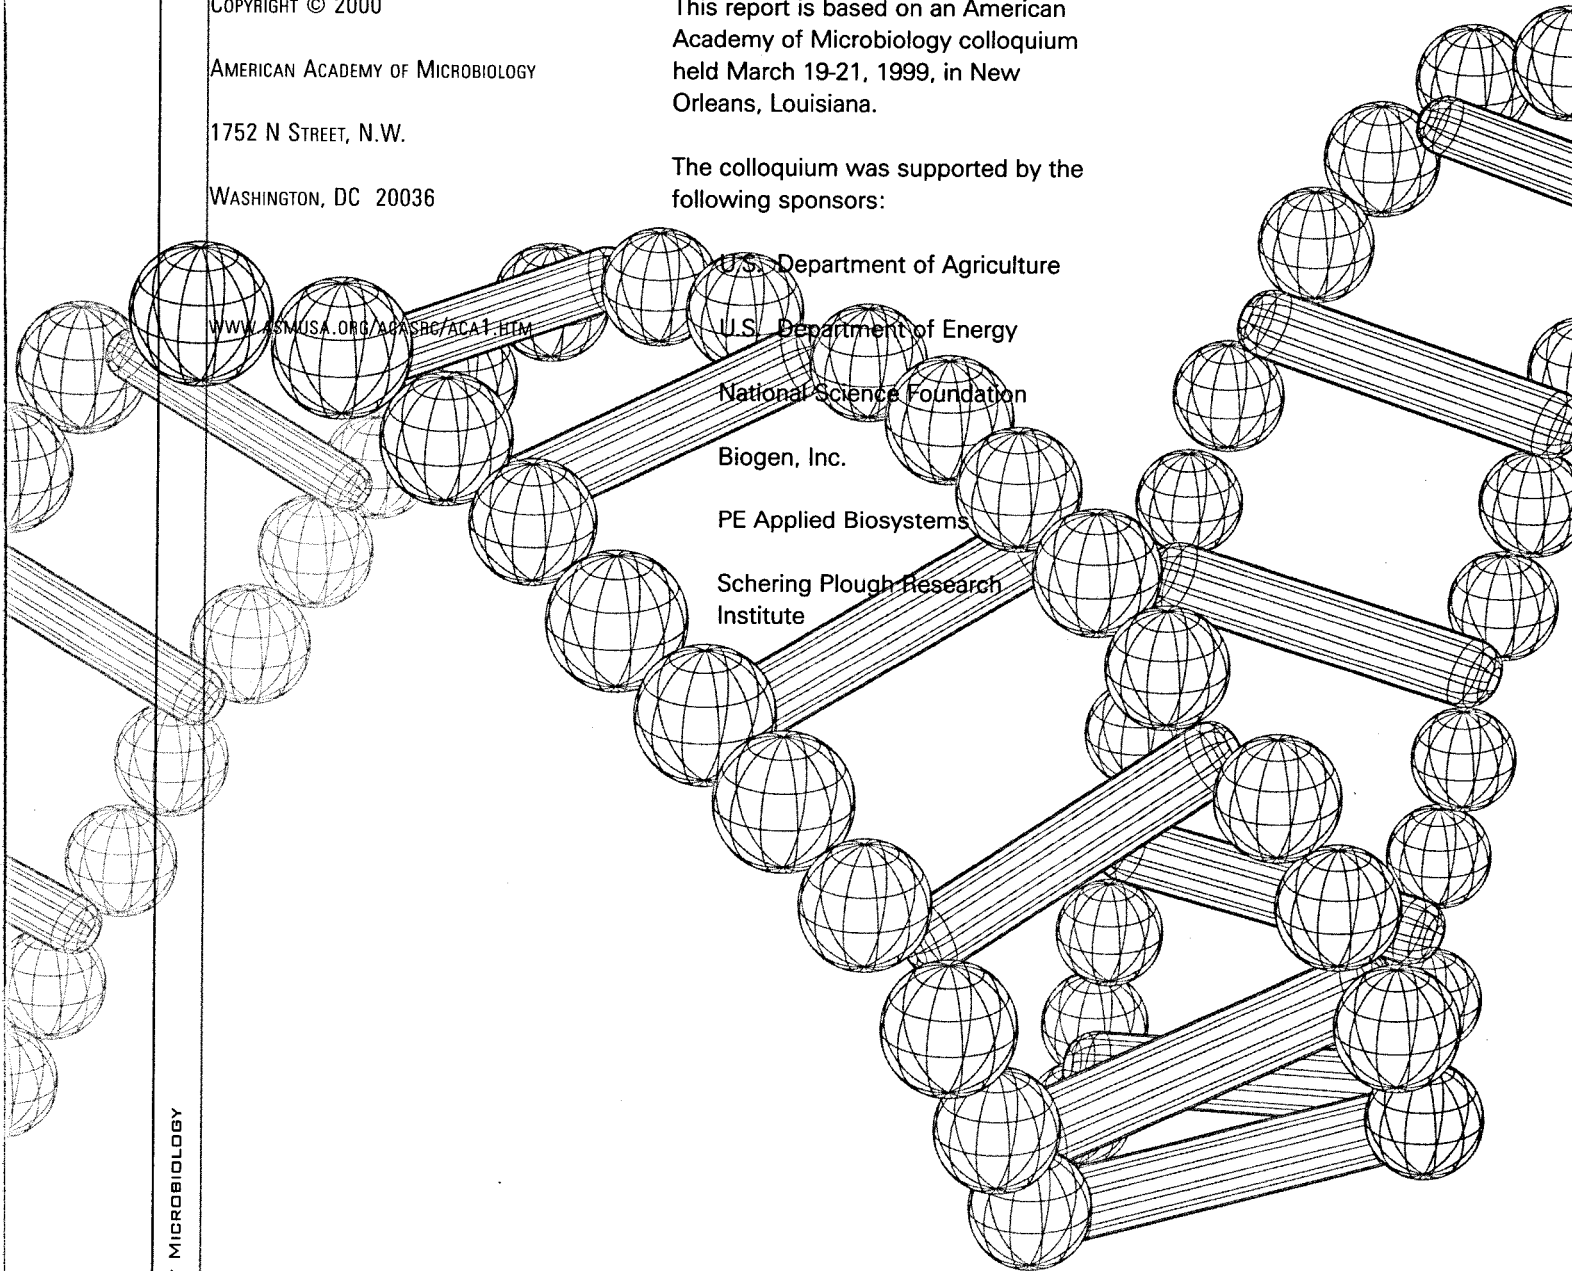 COPYRIGHT © 2000
AMERICAN ACADEMY OF MICROBIOLOGY
1752 N STREET, N.W.
WASHINGTON, DC 20036
WWW.ASMUSA.ORG/ACASRC/ACA1.HTM
This report is based on an American
Academy of Microbiology colloquium
held March 19-21, 1999, in New
Orleans, Louisiana.
The colloquium was supported by the
following sponsors:
U.S. Department of Agriculture
U.S. Department of Energy
National Science Foundation
Biogen, Inc.
PE Applied Biosystems
Schering Plough Research
Institute
MICROBIOLOGY